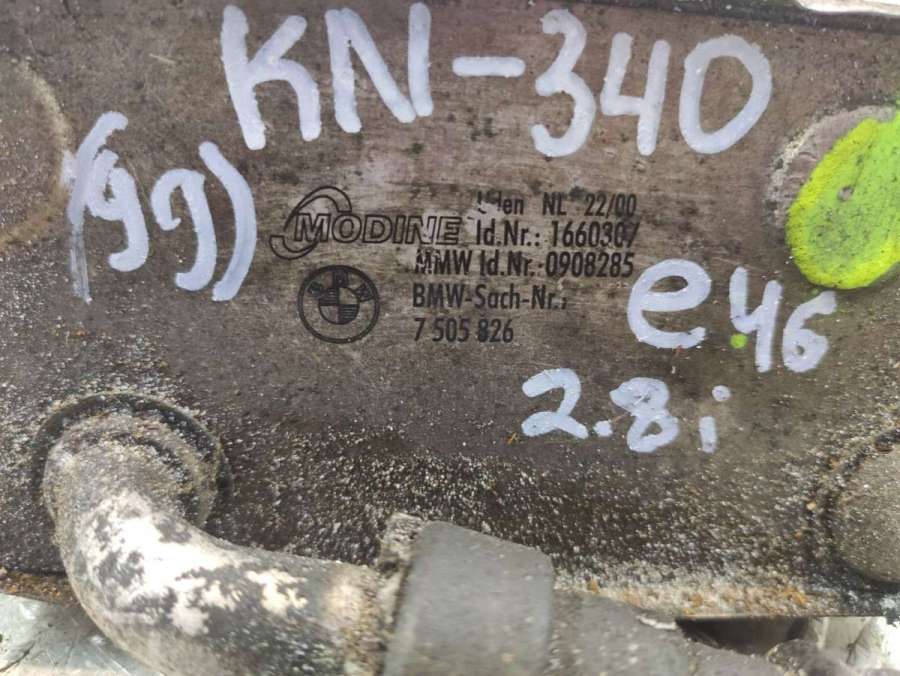 KN-340
(99)
MODINE
NL 22/00
Id.Nr.: 1660307
MMW Id.Nr.:0908285
BMW-Sach-Nr.:
7 505 826
e46
2.8i